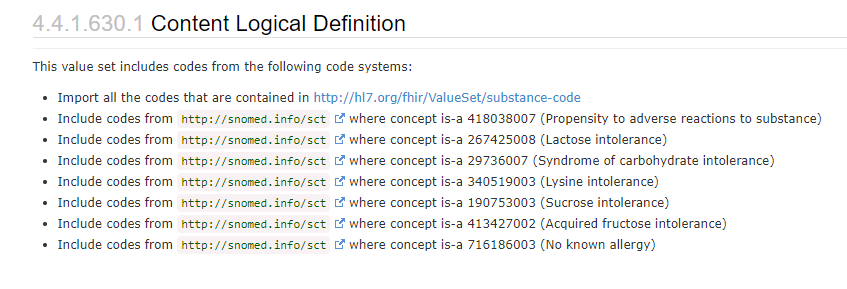 4.4.1.630.1 Content Logical Definition
This value set includes codes from the following code systems:
• Import all the codes that are contained in http://hl7.org/fhir/ValueSet/substance-code
• Include codes from http://snomed.info/sct where concept is-a 418038007 (Propensity to adverse reactions to substance)
• Include codes from http://snomed.info/sct where concept is-a 267425008 (Lactose intolerance)
• Include codes from http://snomed.info/sct where concept is-a 29736007 (Syndrome of carbohydrate intolerance)
• Include codes from http://snomed.info/sct where concept is-a 340519003 (Lysine intolerance)
• Include codes from http://snomed.info/sct where concept is-a 190753003 (Sucrose intolerance)
• Include codes from http://snomed.info/sct where concept is-a 413427002 (Acquired fructose intolerance)
• Include codes from http://snomed.info/sct where concept is-a 716186003 (No known allergy)